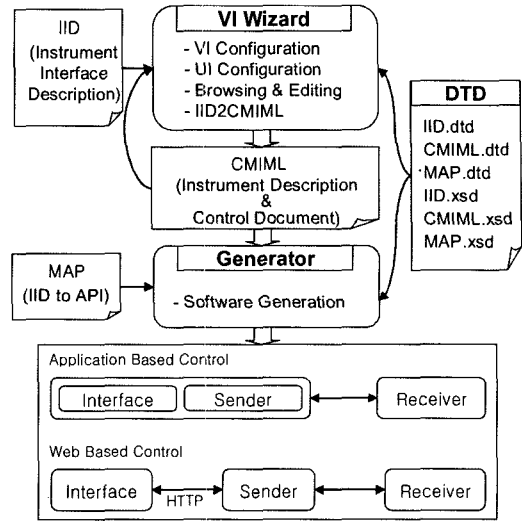 IID
(Instrument
Interface
Description)
VI Wizard
- VI Configuration
- UI Configuration
- Browsing & Editing
- IID2CMIML
DTD
IID.dtd
CMIML.dtd
MAP.dtd
IID.xsd
CMIML.xsd
MAP.xsd
CMIML
(Instrument Description
&
Control Document)
MAP
(IID to API)
Generator
- Software Generation
Application Based Control
Interface Sender Receiver
Web Based Control
Interface HTTP Sender Receiver